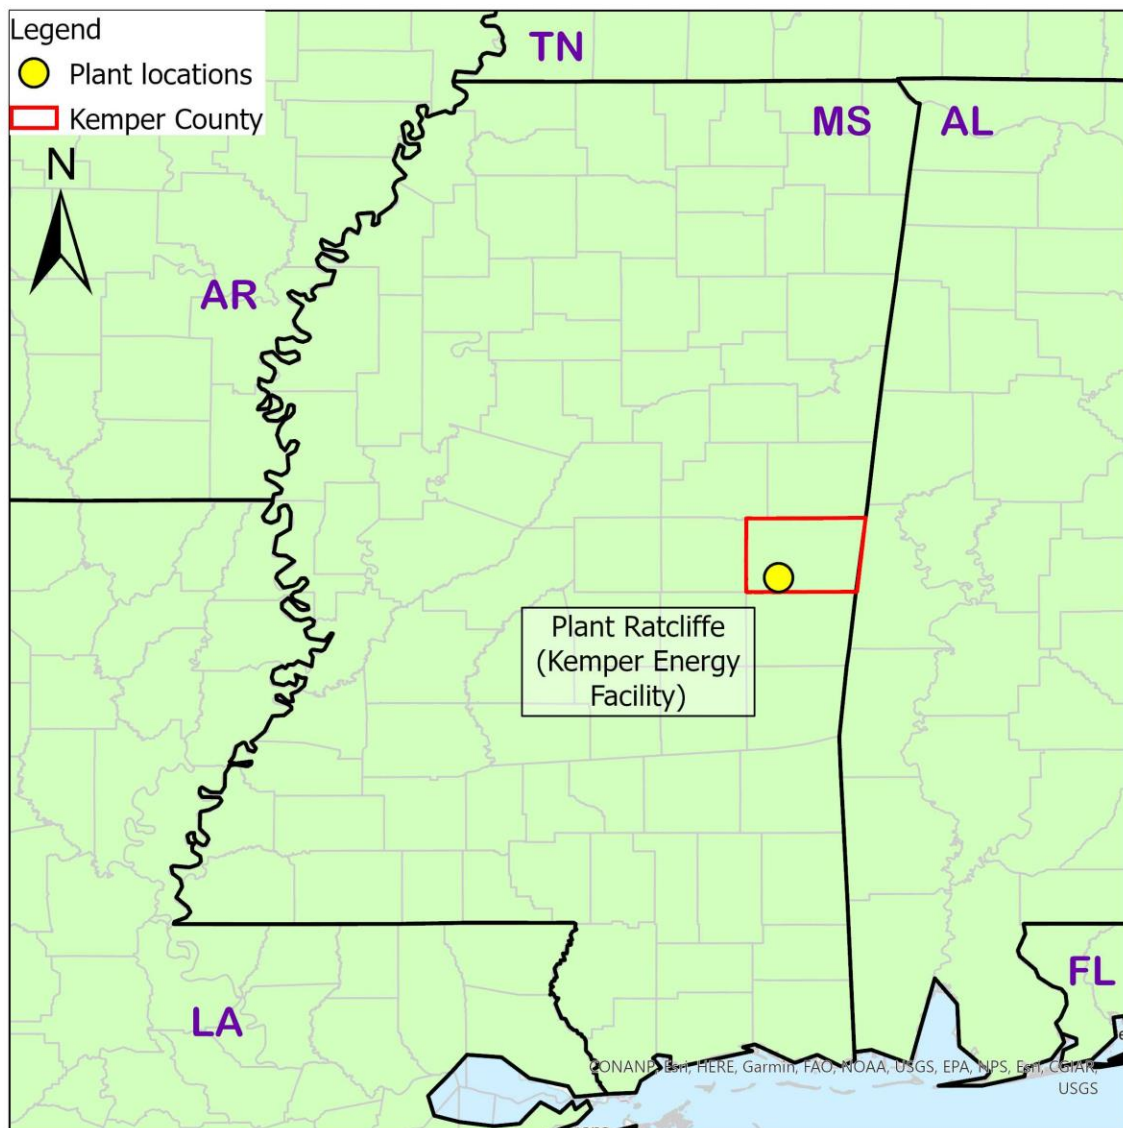 Legend
Plant locations
Kemper County
N
TN
MS
AL
AR
Plant Ratcliffe
(Kemper Energy
Facility)
FL
LA
CONANP, Esri, HERE, Garmin, FAO, NOAA, USGS, EPA, NPS, Esri, CGIAR,
USGS